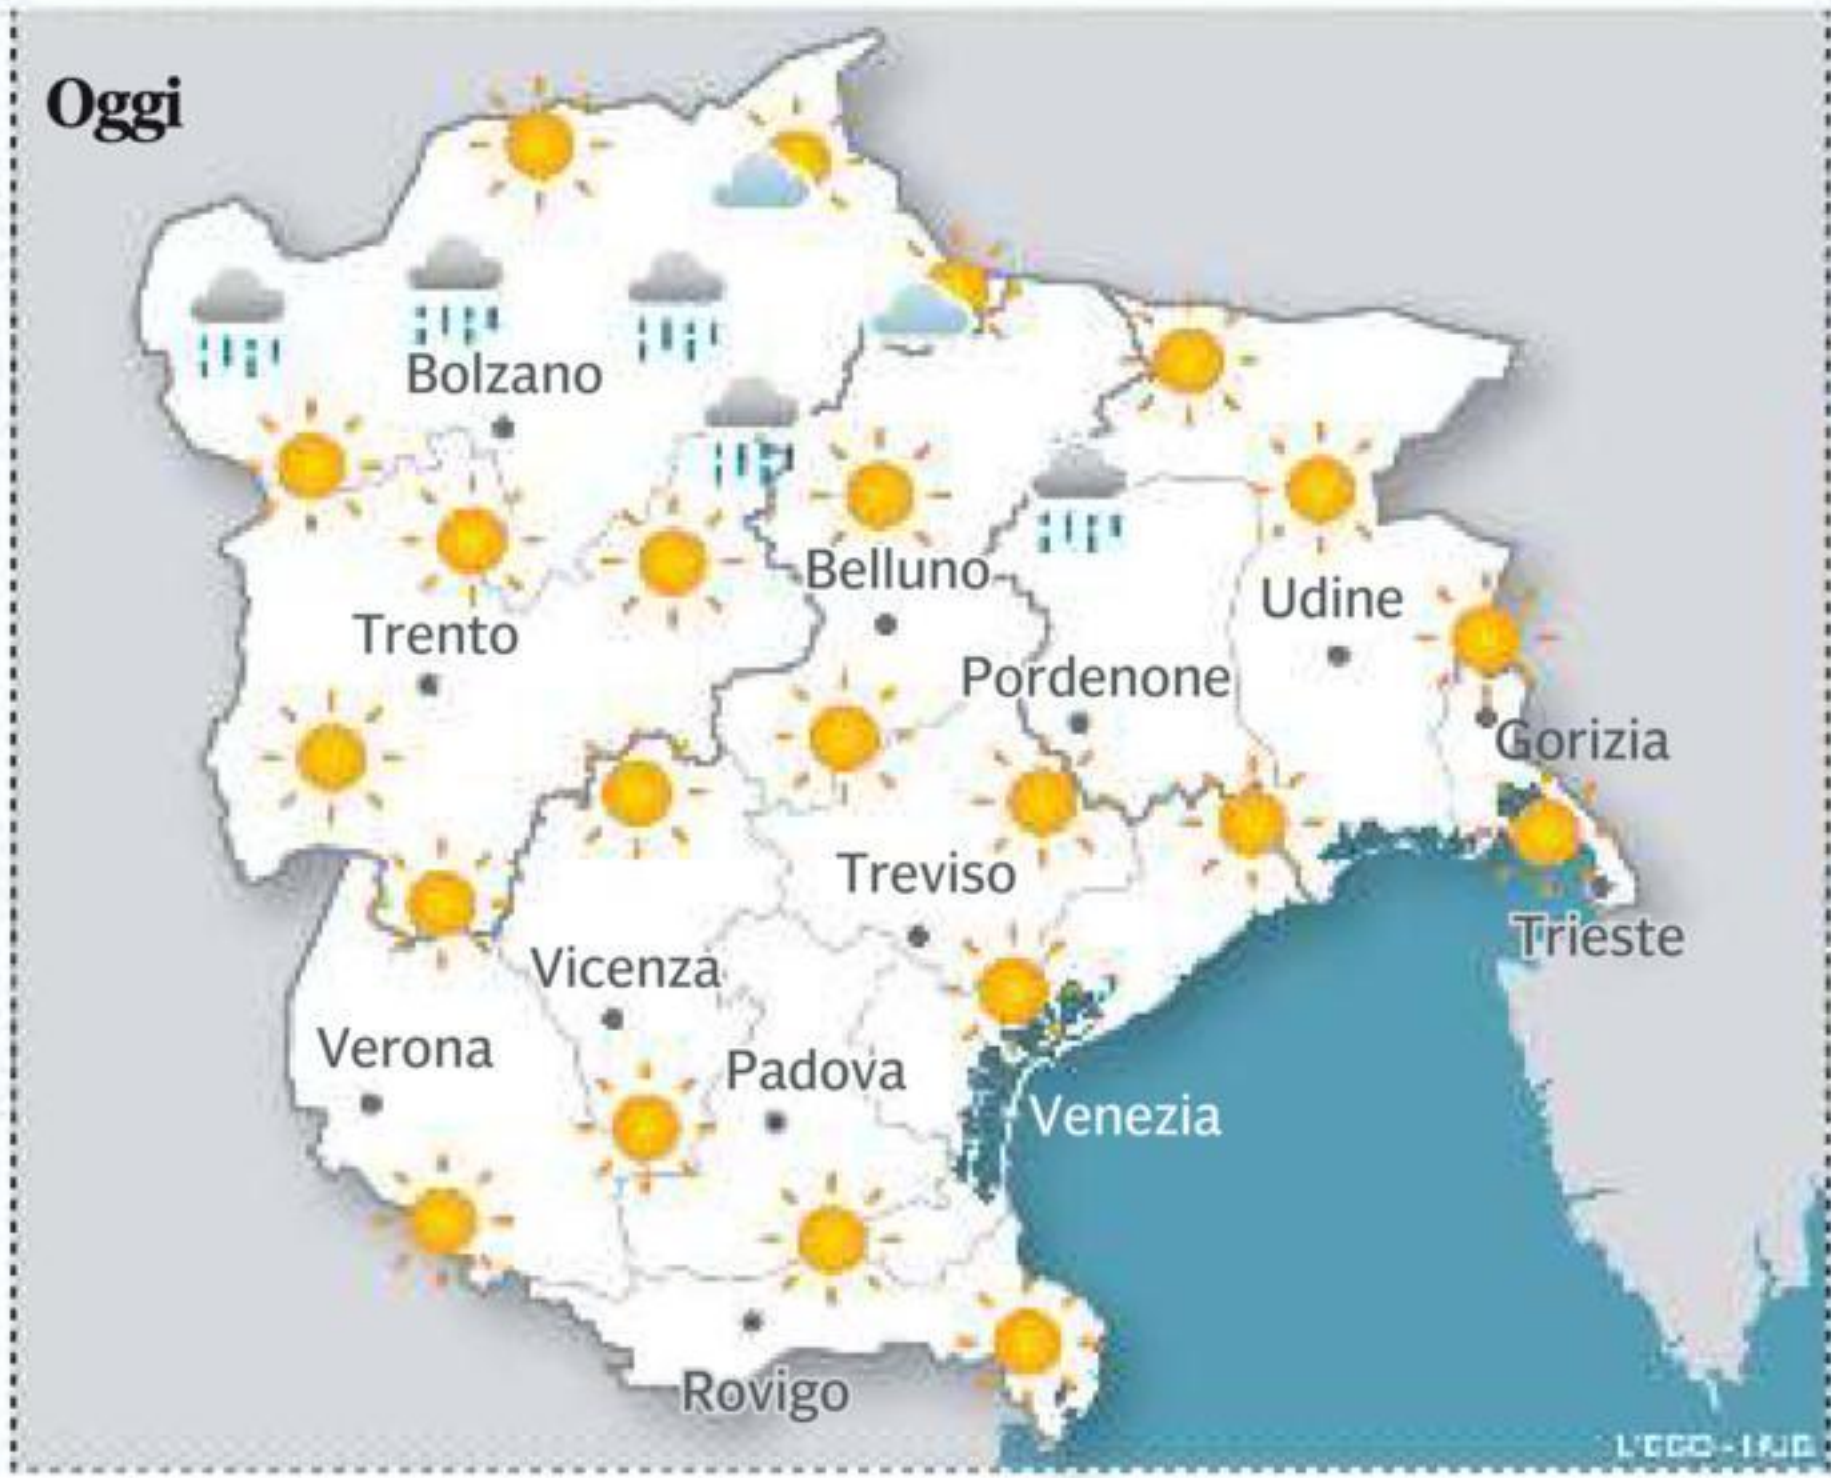 Oggi
Bolzano
Belluno
Udine
Trento
Pordenone
Gorizia
Treviso
Trieste
Vicenza
Verona
Padova
Venezia
Rovigo